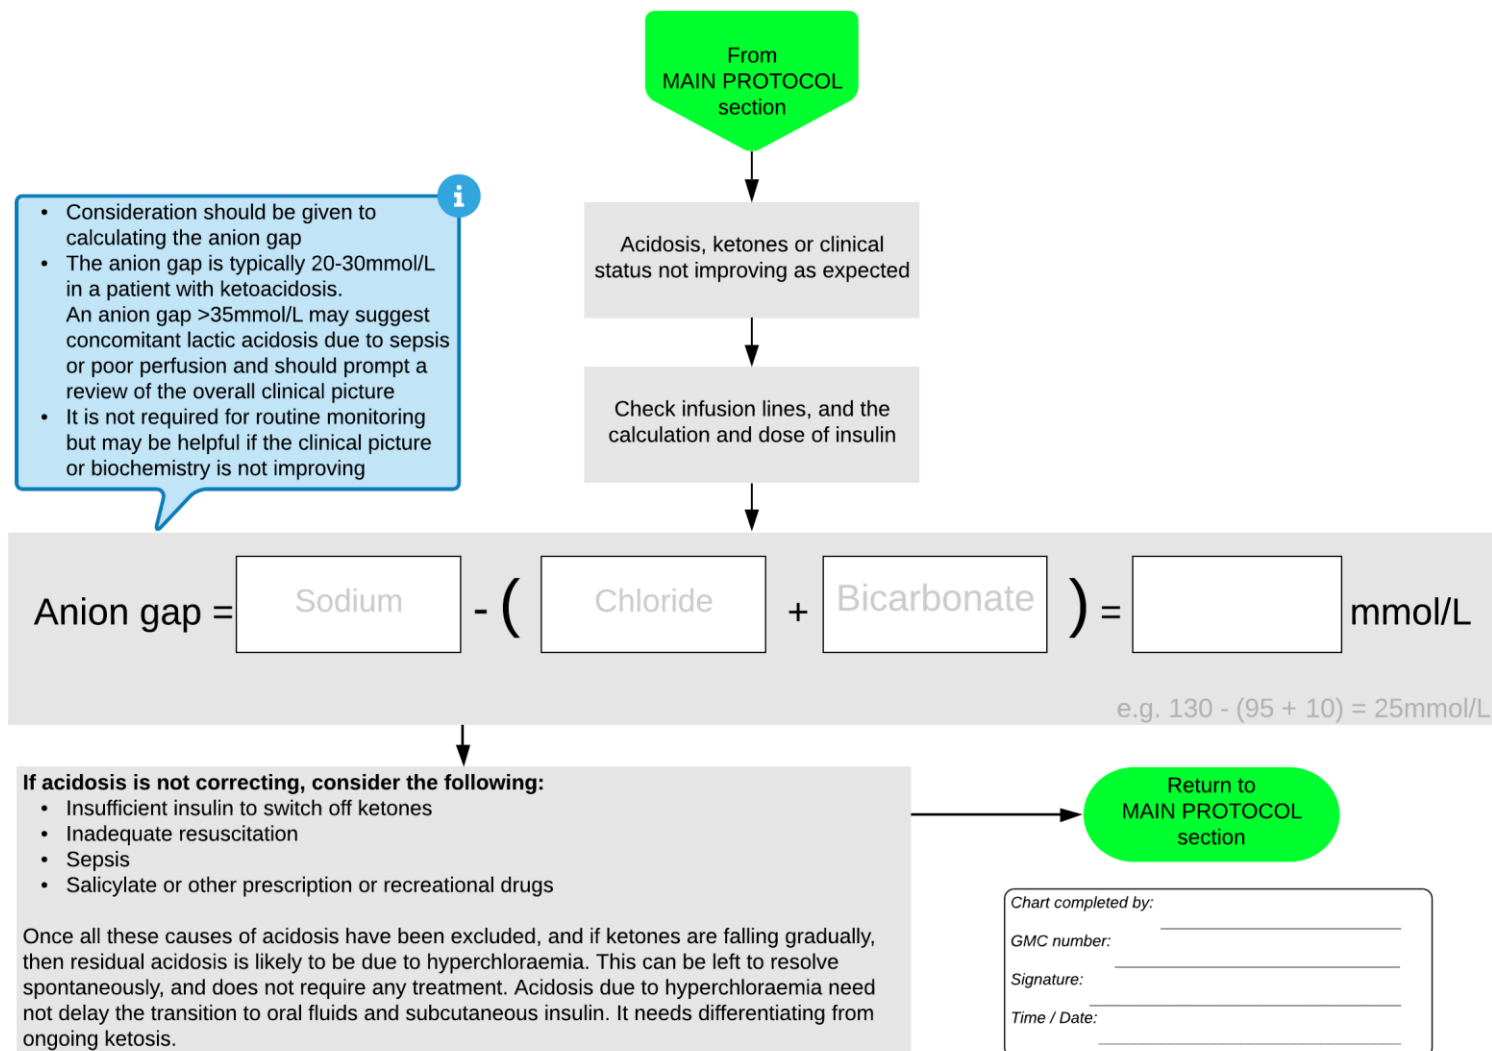 From
MAIN PROTOCOL
section
i
• Consideration should be given to
calculating the anion gap
• The anion gap is typically 20-30mmol/L
in a patient with ketoacidosis.
An anion gap >35mmol/L may suggest
concomitant lactic acidosis due to sepsis
or poor perfusion and should prompt a
review of the overall clinical picture
• It is not required for routine monitoring
but may be helpful if the clinical picture
or biochemistry is not improving
Acidosis, ketones or clinical
status not improving as expected
Check infusion lines, and the
calculation and dose of insulin
Anion gap = Sodium - ( Chloride + Bicarbonate ) = mmol/L
e.g. 130 - (95 + 10) = 25mmol/L
If acidosis is not correcting, consider the following:
• Insufficient insulin to switch off ketones
• Inadequate resuscitation
• Sepsis
• Salicylate or other prescription or recreational drugs
Once all these causes of acidosis have been excluded, and if ketones are falling gradually,
then residual acidosis is likely to be due to hyperchloraemia. This can be left to resolve
spontaneously, and does not require any treatment. Acidosis due to hyperchloraemia need
not delay the transition to oral fluids and subcutaneous insulin. It needs differentiating from
ongoing ketosis.
Return to
MAIN PROTOCOL
section
Chart completed by:
GMC number:
Signature:
Time / Date: